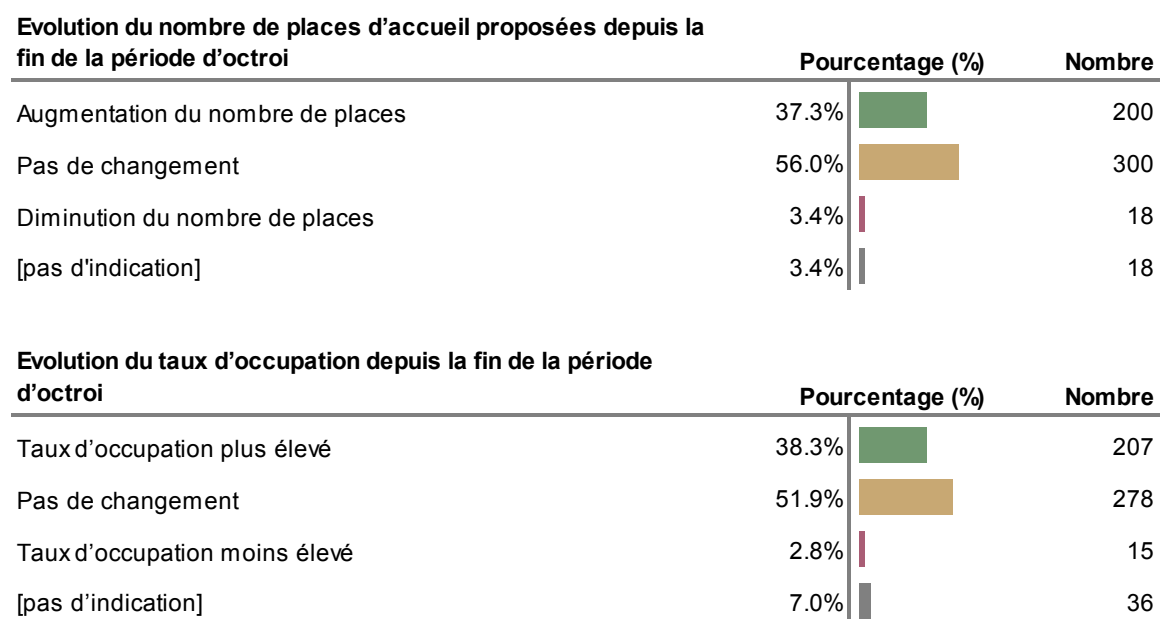 Evolution du nombre de places d’accueil proposées depuis la
fin de la période d’octroi Pourcentage (%) Nombre
Augmentation du nombre de places 37.3% 200
Pas de changement 56.0% 300
Diminution du nombre de places 3.4% 18
[pas d'indication] 3.4% 18
Evolution du taux d’occupation depuis la fin de la période
d’octroi Pourcentage (%) Nombre
Taux d’occupation plus élevé 38.3% 207
Pas de changement 51.9% 278
Taux d’occupation moins élevé 2.8% 15
[pas d’indication] 7.0% 36